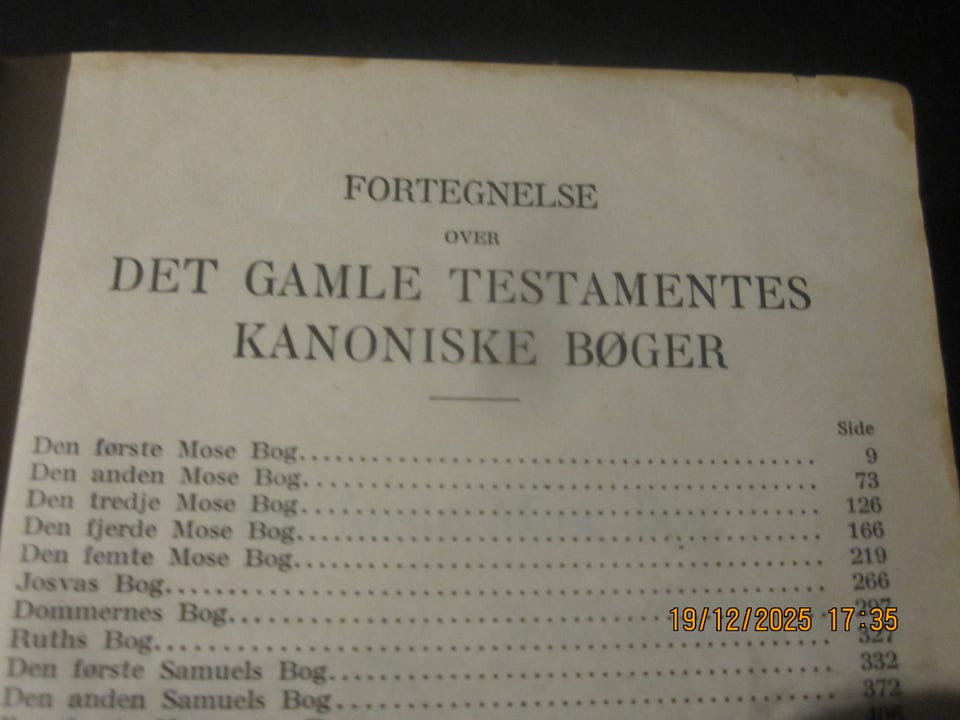 FORTEGNELSE
OVER
DET GAMLE TESTAMENTES
KANONISKE BØGER
Side
Den første Mose Bog 9
Den anden Mose Bog 73
Den tredje Mose Bog 126
Den fjerde Mose Bog 166
Den femte Mose Bog 219
Josvas Bog 266
Dommernes Bog 297
Ruths Bog 327
Den første Samuels Bog 332
Den anden Samuels Bog 372
19/12/2025 17:35